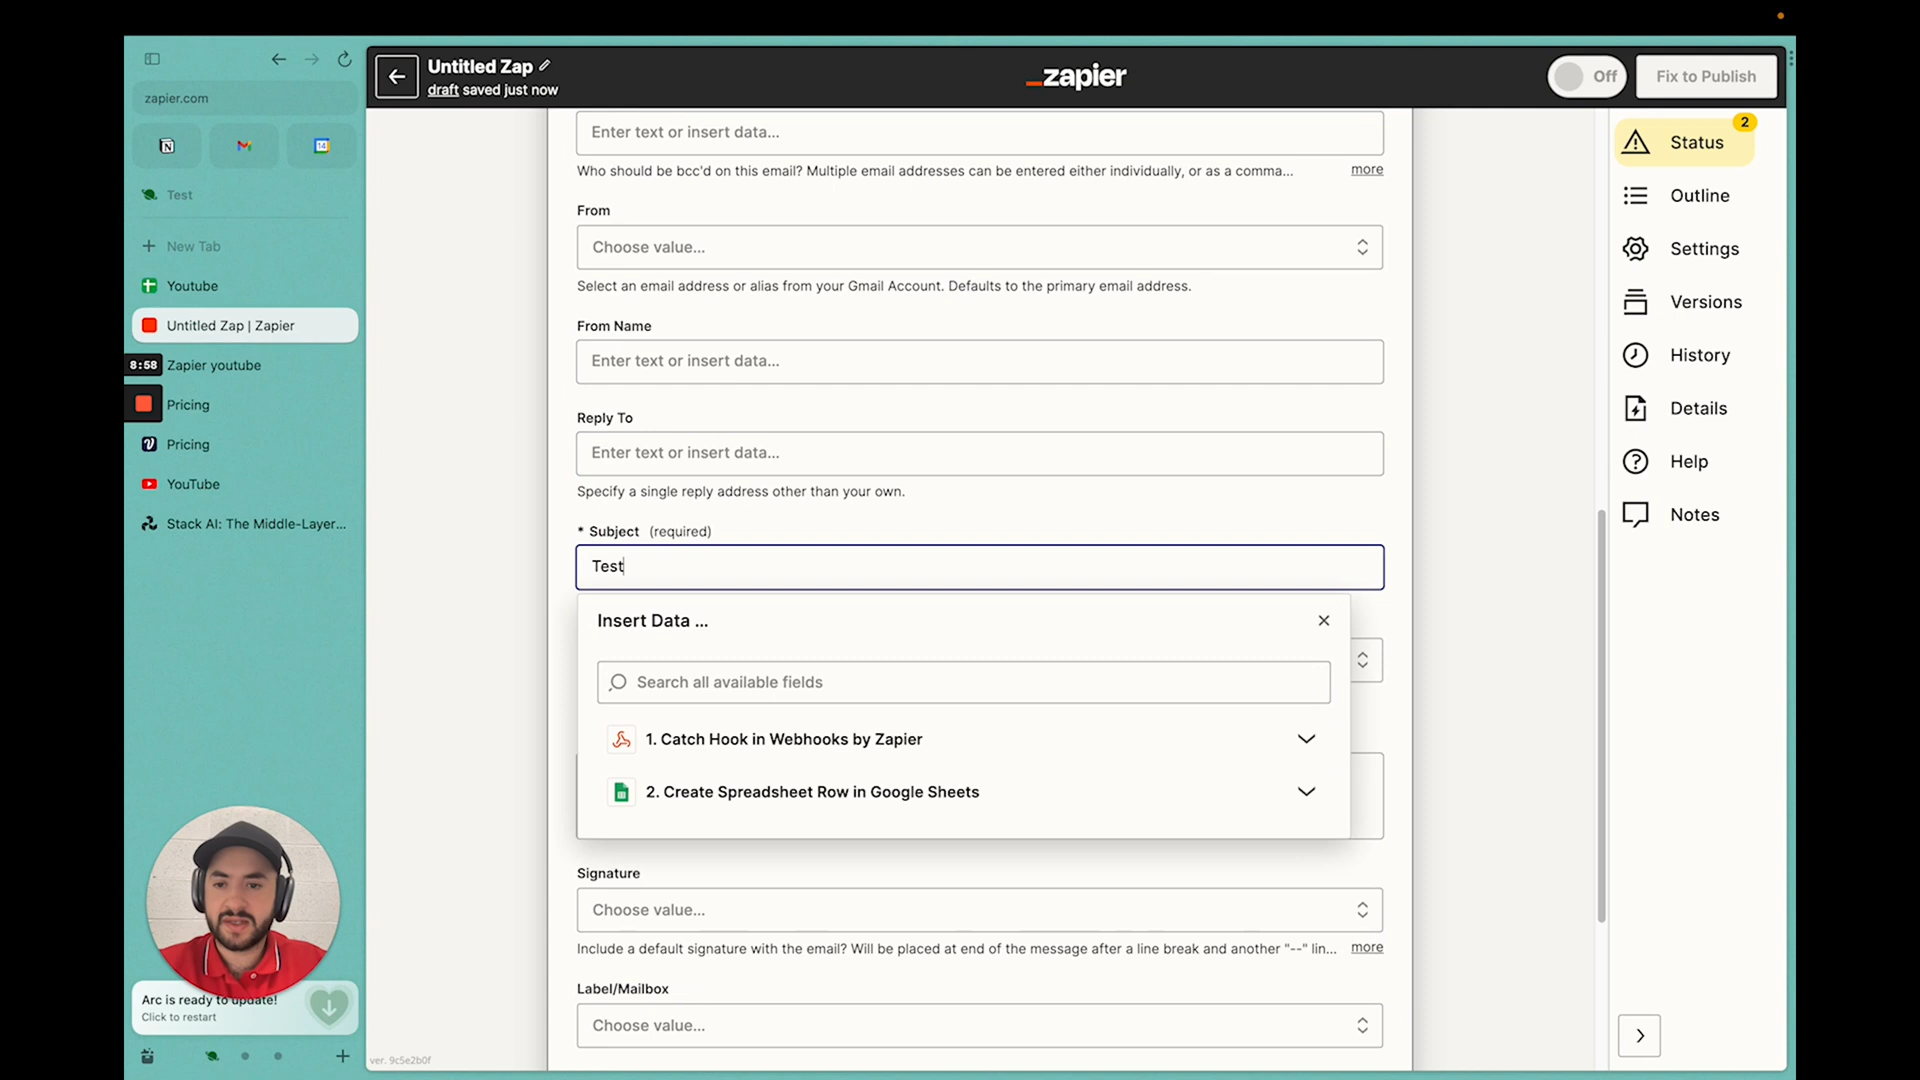 zapier.com
14
Test
New Tab
Youtube
Untitled Zap | Zapier
8:58
Zapier youtube
Pricing
Pricing
YouTube
Stack AI: The Middle-Layer...
Arc is ready to update!
Click to restart
Untitled Zap
draft saved just now
zapier
Off
Fix to Publish
Enter text or insert data...
Who should be bcc'd on this email? Multiple email addresses can be entered either individually, or as a comma... more
From
Choose value...
Select an email address or alias from your Gmail Account. Defaults to the primary email address.
From Name
Enter text or insert data...
Reply To
Enter text or insert data...
Specify a single reply address other than your own.
* Subject (required)
Test
Insert Data ...
Search all available fields
1. Catch Hook in Webhooks by Zapier
2. Create Spreadsheet Row in Google Sheets
Signature
Choose value...
Include a default signature with the email? Will be placed at end of the message after a line break and another "--" lin... more
Label/Mailbox
Choose value...
ver. 9c5e2b0f
2
Status
Outline
Settings
Versions
History
Details
Help
Notes